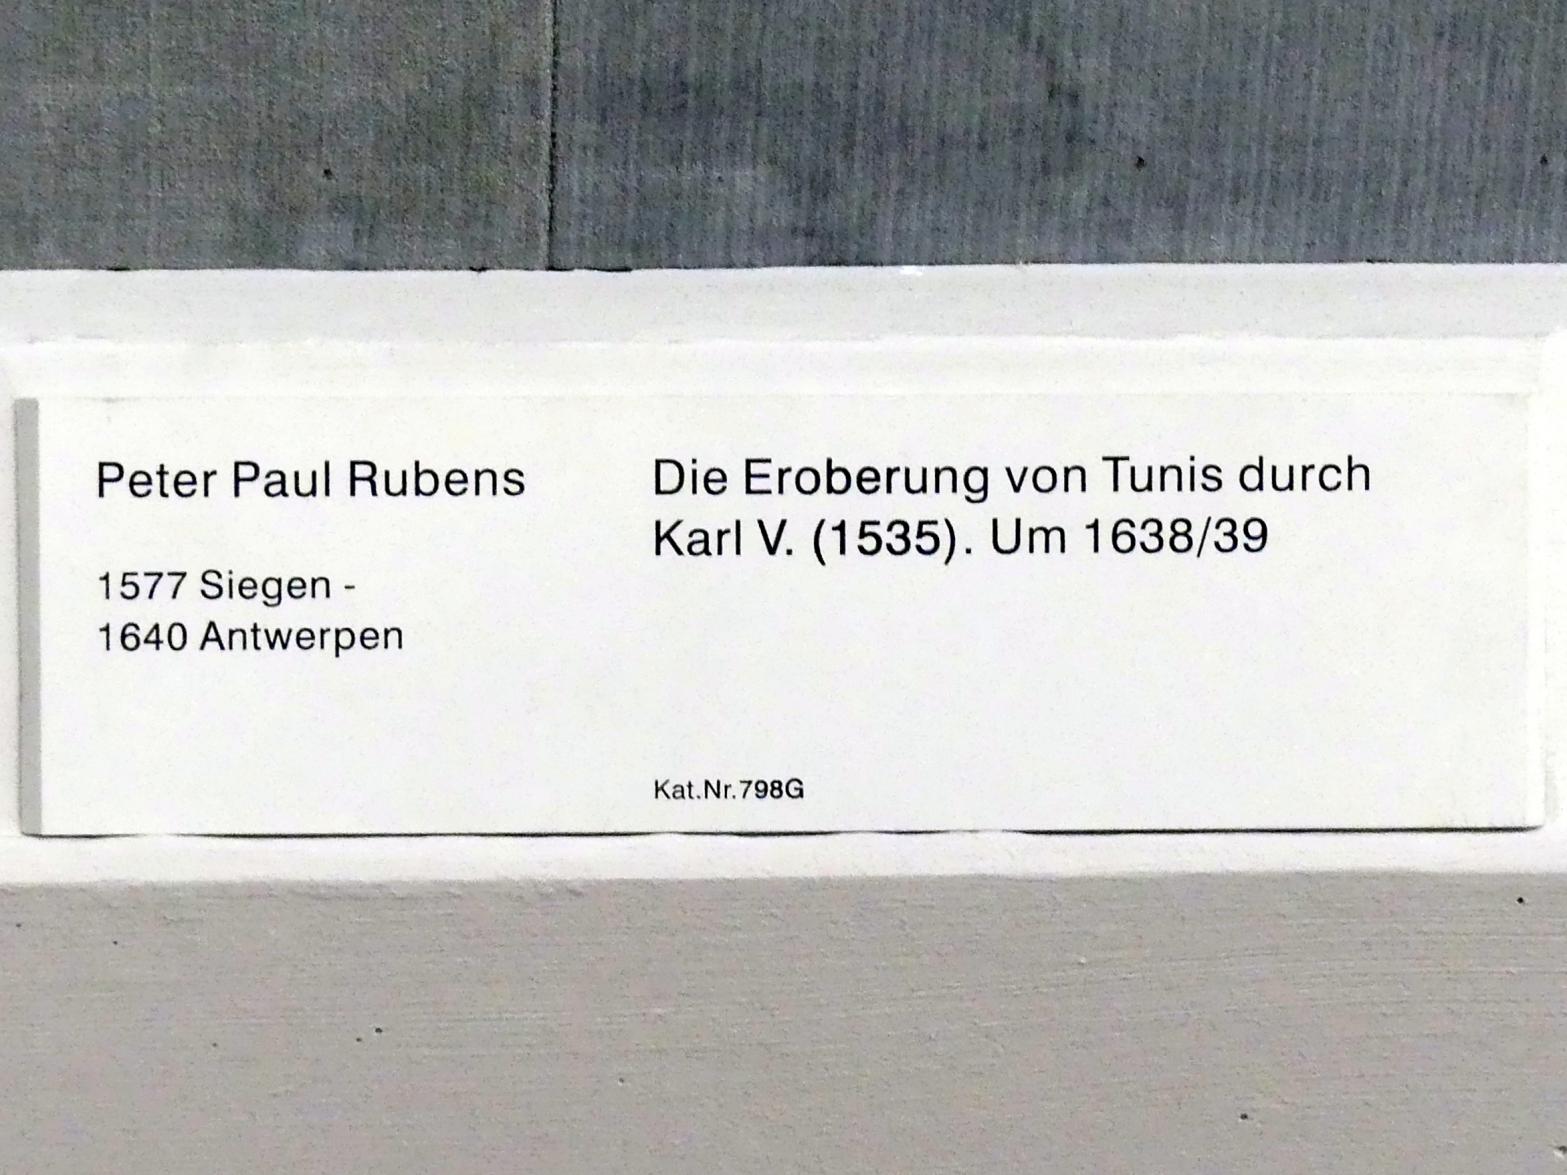 Peter Paul Rubens
1577 Siegen -
1640 Antwerpen
Die Eroberung von Tunis durch
Karl V. (1535). Um 1638/39
Kat.Nr.798G